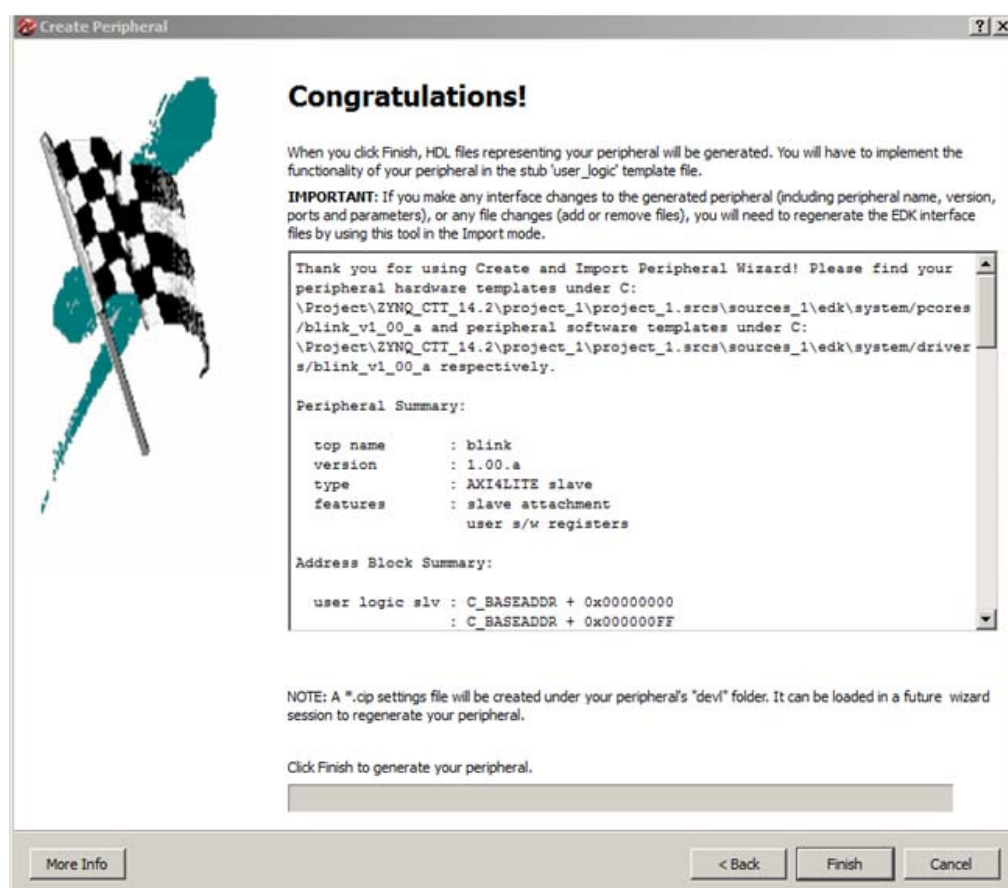 Create Peripheral
? X
Congratulations!
When you click Finish, HDL files representing your peripheral will be generated. You will have to implement the
functionality of your peripheral in the stub 'user_logic' template file.
IMPORTANT: If you make any interface changes to the generated peripheral (including peripheral name, version,
ports and parameters), or any file changes (add or remove files), you will need to regenerate the EDK interface
files by using this tool in the Import mode.
Thank you for using Create and Import Peripheral Wizard! Please find your
peripheral hardware templates under C:
\Project\ZYNQ_CTT_14.2\project_1\project_1.srcs\sources_1\edk\system/pcores
/blink_v1_00_a and peripheral software templates under C:
\Project\ZYNQ_CTT_14.2\project_1\project_1.srcs\sources_1\edk\system/driver
s/blink_v1_00_a respectively.
Peripheral Summary:
top name : blink
version : 1.00.a
type : AXI4LITE slave
features : slave attachment
user s/w registers
Address Block Summary:
user logic slv : C_BASEADDR + 0x00000000
: C_BASEADDR + 0x000000FF
NOTE: A *.cip settings file will be created under your peripheral's "devl" folder. It can be loaded in a future wizard
session to regenerate your peripheral.
Click Finish to generate your peripheral.
More Info
< Back
Finish
Cancel